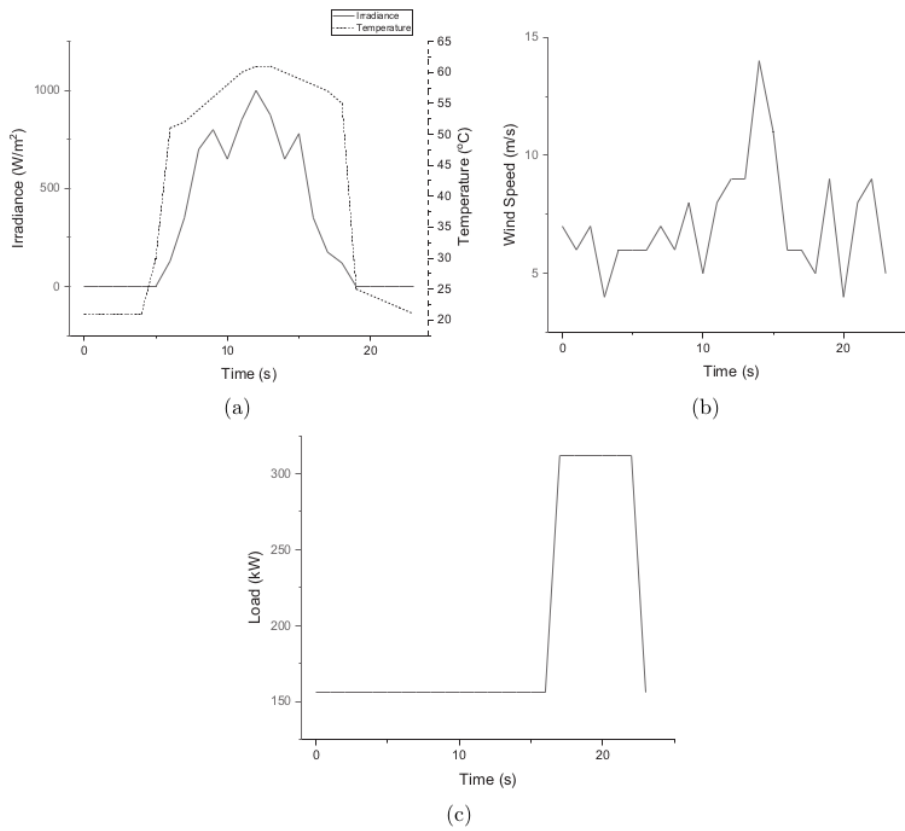 Irradiance
Temperature
1000
500
0
Irradiance (W/m²)
65
60
55
50
45
40
35
30
25
20
Temperature (°C)
0
10
20
Time (s)
(a)
15
10
5
Wind Speed (m/s)
0
10
20
Time (s)
(b)
300
250
200
150
Load (kW)
0
10
20
Time (s)
(c)